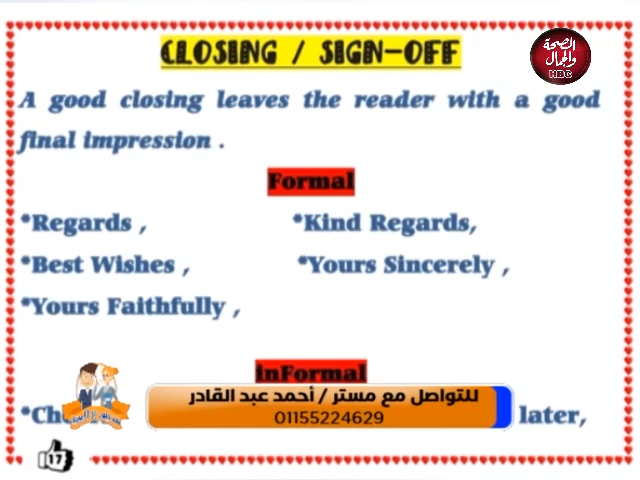 CLOSING / SIGN-OFF
الصحة
والجمال
HBG
A good closing leaves the reader with a good
final impression .
Formal
*Regards , *Kind Regards,
*Best Wishes , *Yours Sincerely ,
*Yours Faithfully ,
inFormal
للتواصل مع مستر / أحمد عبد القادر
01155224629
later,
17